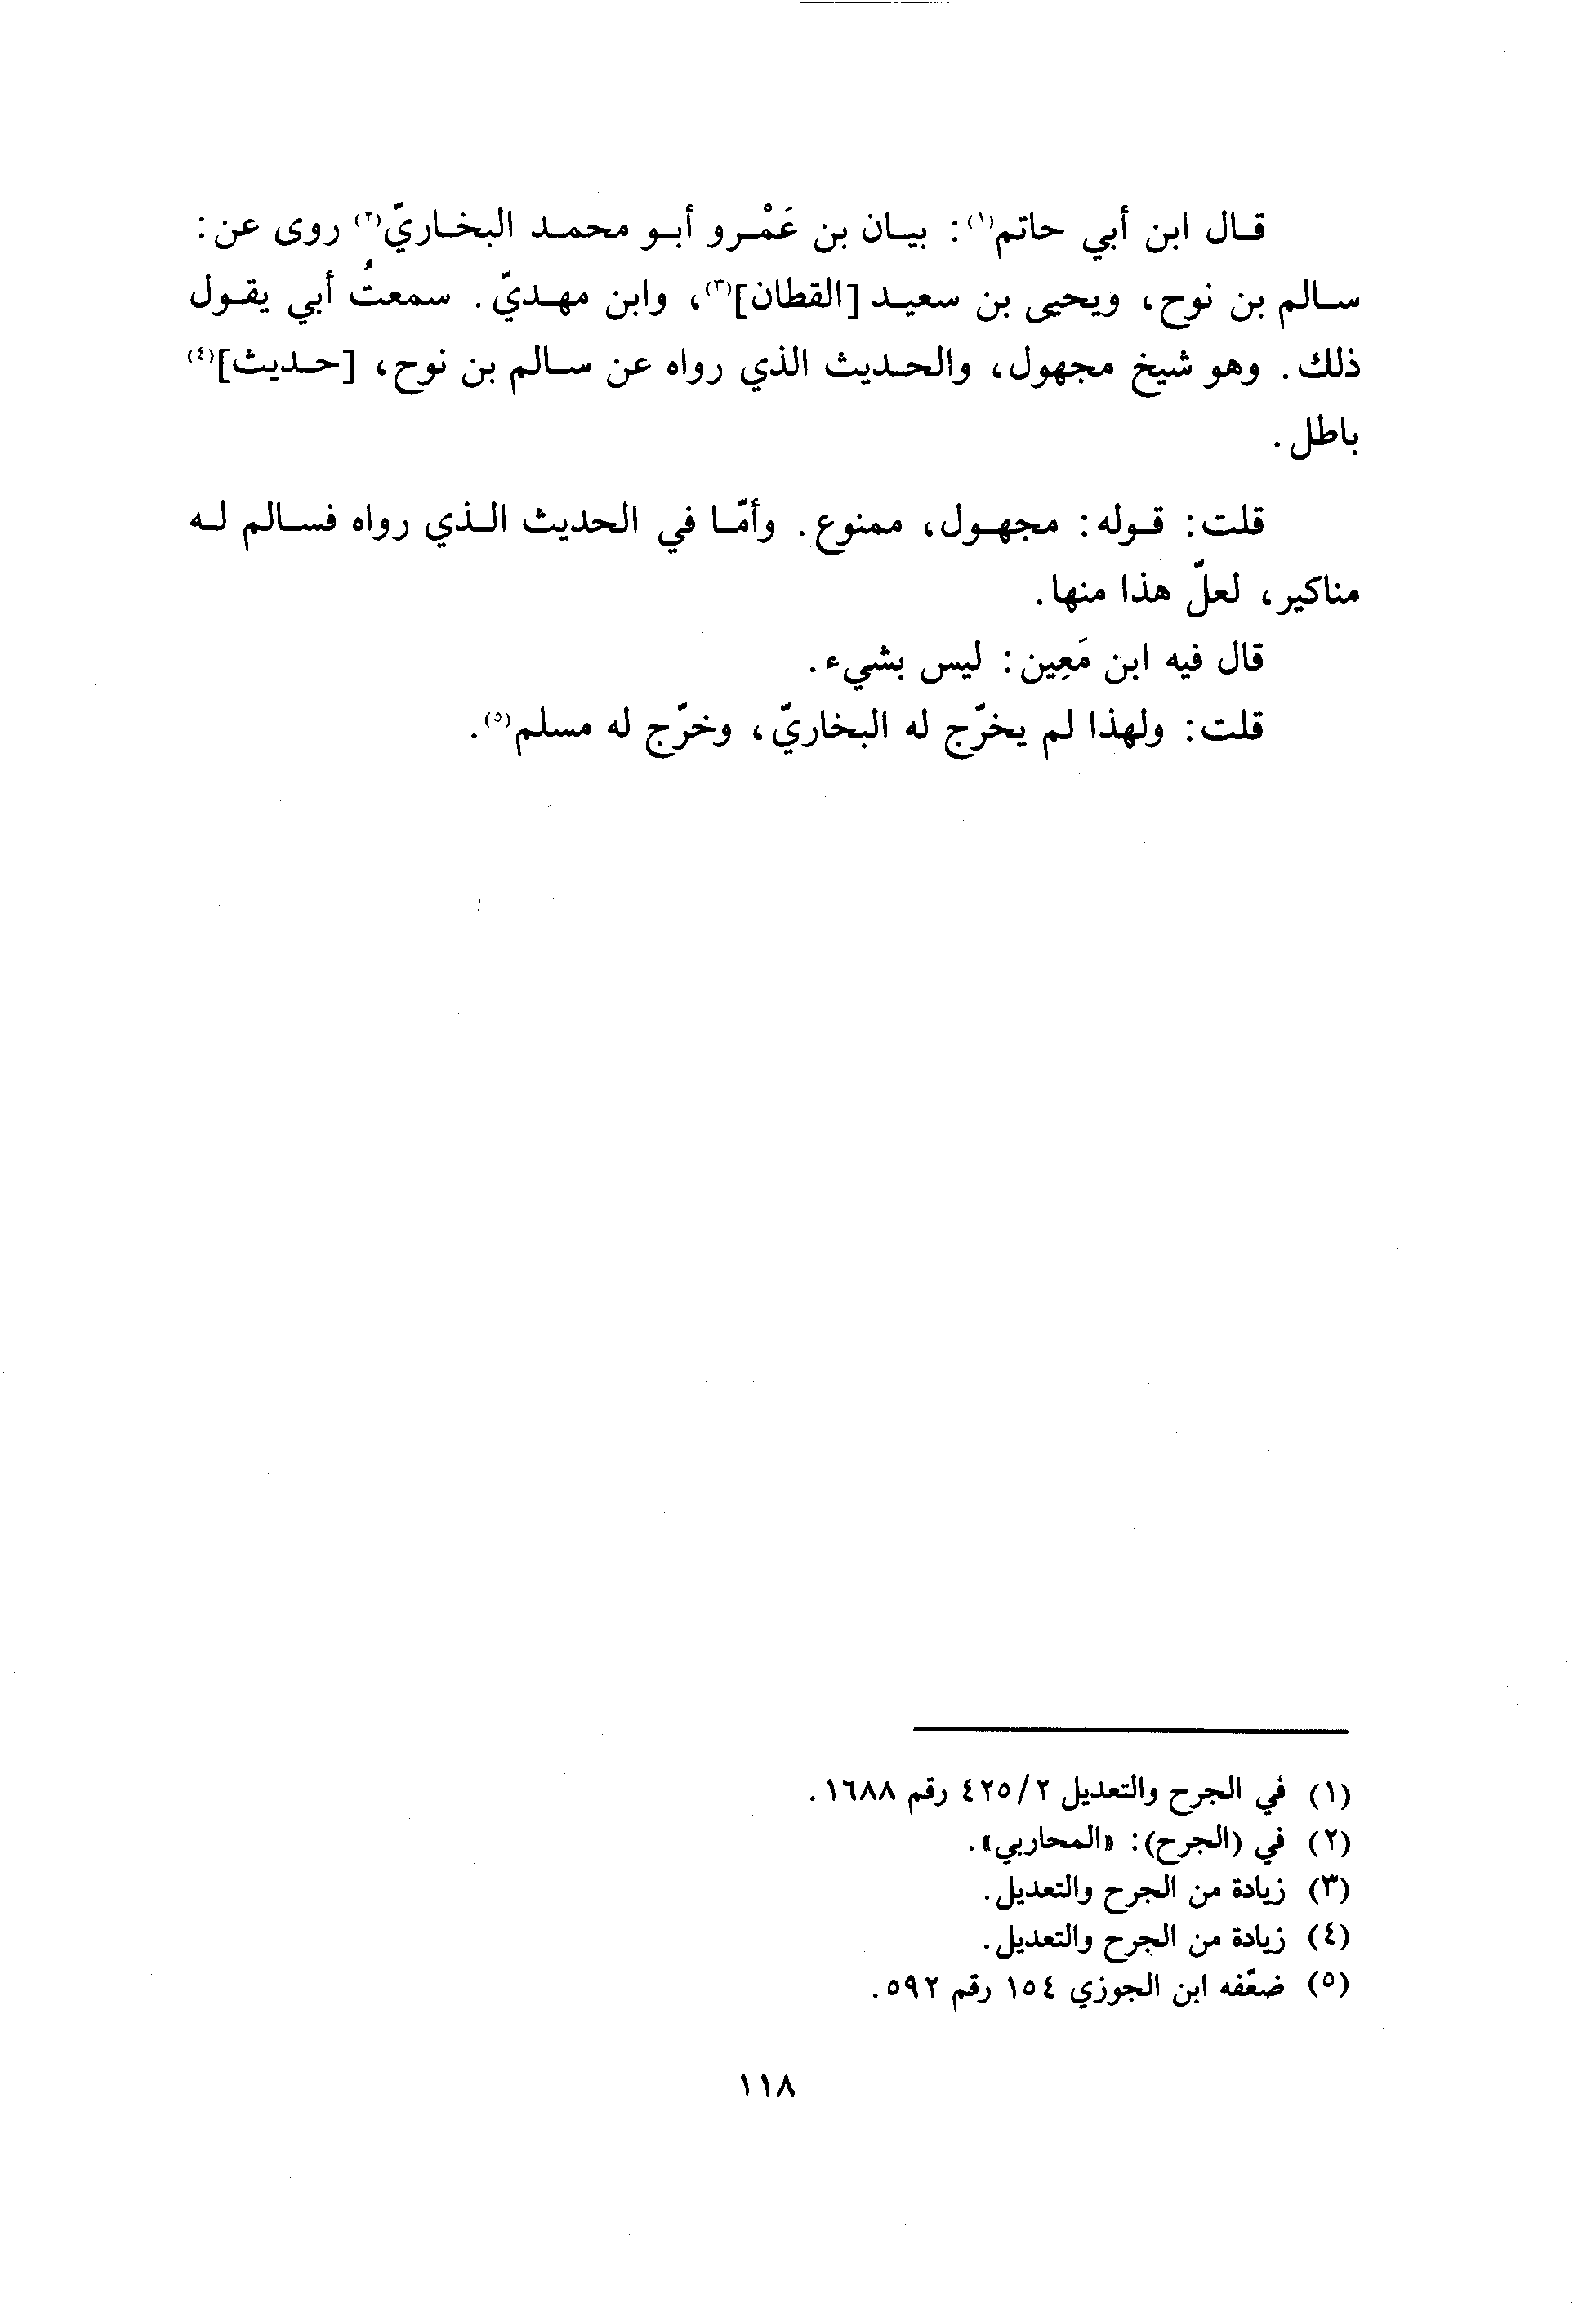 قال ابن أبي حاتم(١): بيان بن عَمْرو أبو محمد البخاريّ(٢) روى عن:
سالم بن نوح، ويحيى بن سعيد [القطان](٣)، وابن مهديّ. سمعتُ أبي يقول
ذلك. وهو شيخ مجهول، والحديث الذي رواه عن سالم بن نوح، [حديث](٤)
باطل.
قلت: قوله: مجهول، ممنوع. وأمّا في الحديث الذي رواه فسالم له
مناكير، لعلّ هذا منها.
قال فيه ابن مَعِين: ليس بشيء.
قلت: ولهذا لم يخرّج له البخاريّ، وخرّج له مسلم(٥).
(١) في الجرح والتعديل ٤٢٥/٢ رقم ١٦٨٨.
(٢) في (الجرح): «المحاربي».
(٣) زيادة من الجرح والتعديل.
(٤) زيادة من الجرح والتعديل.
(٥) ضعّفه ابن الجوزي ١٥٤ رقم ٥٩٢.
١١٨